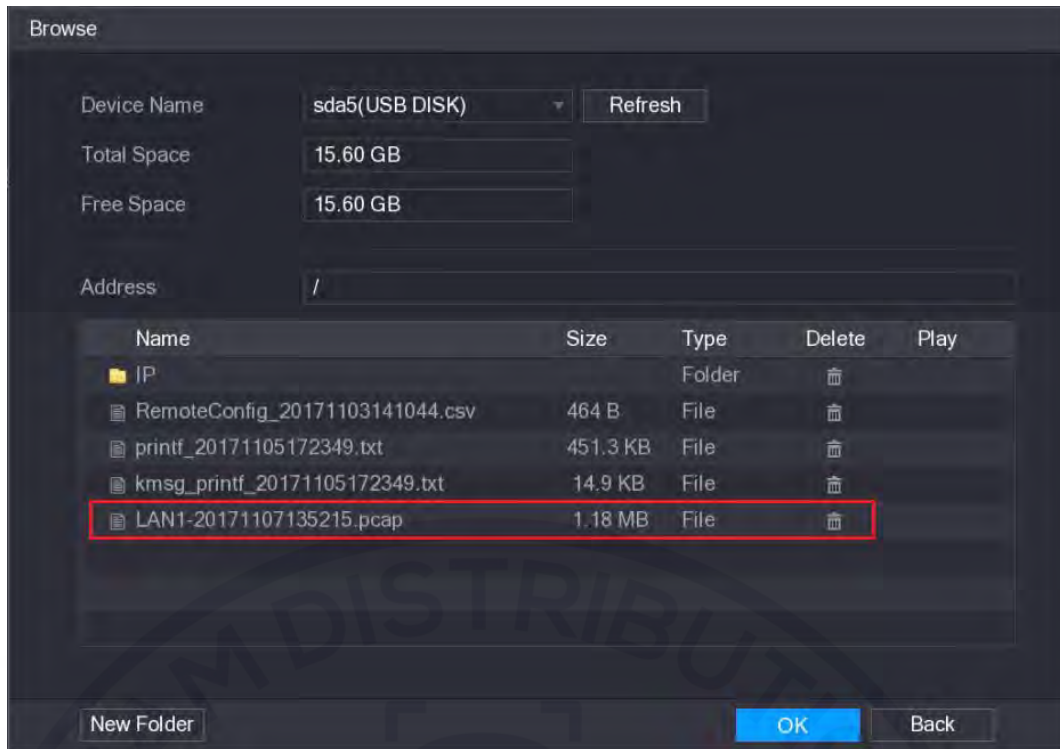 Browse
Device Name sda5(USB DISK) Refresh
Total Space 15.60 GB
Free Space 15.60 GB
Address /
Name Size Type Delete Play
IP Folder
RemoteConfig_20171103141044.csv 464 B File
printf_20171105172349.txt 451.3 KB File
kmsg_printf_20171105172349.txt 14.9 KB File
LAN1-20171107135215.pcap 1.18 MB File
M DISTRIBUT
New Folder OK Back